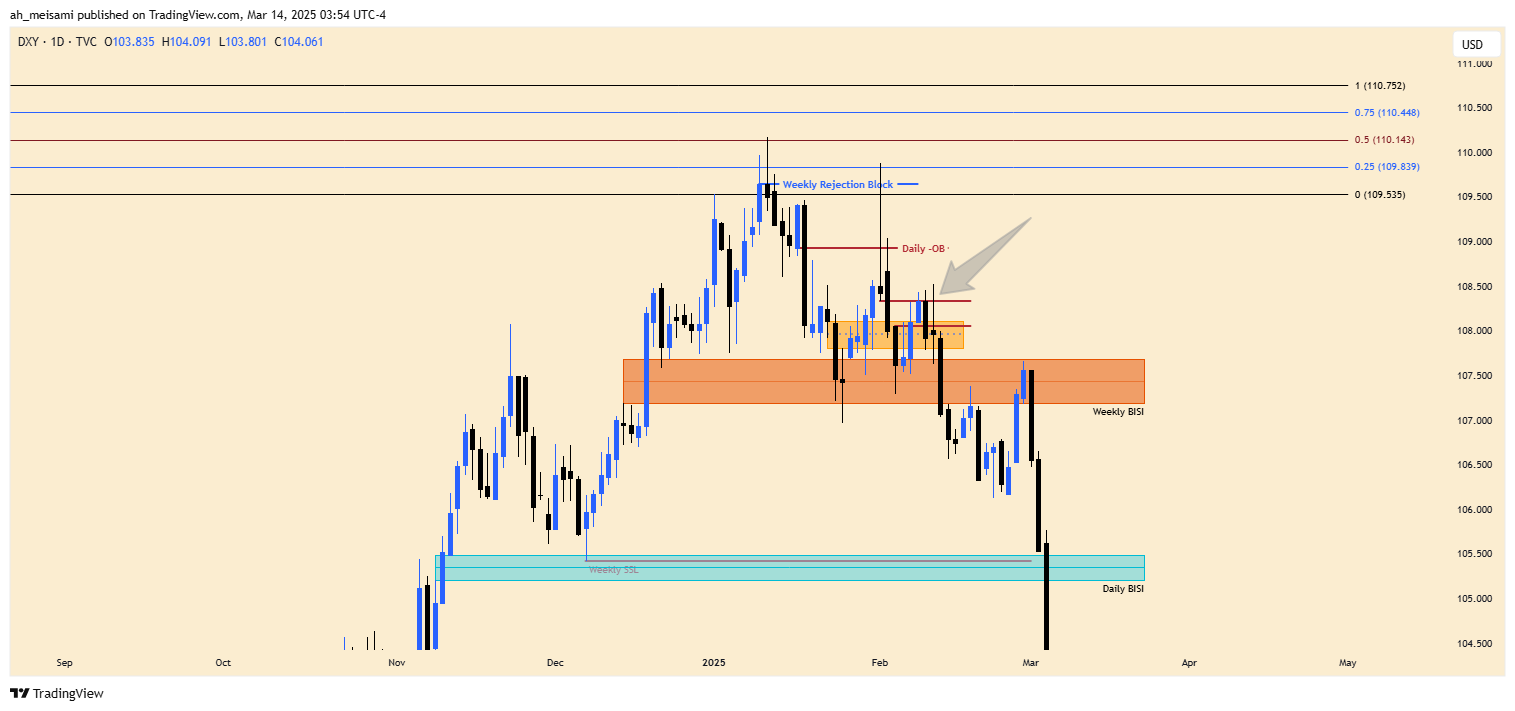 ah_meisami published on TradingView.com, Mar 14, 2025 03:54 UTC-4
DXY · 1D · TVC O103.835 H104.091 L103.801 C104.061
USD
111.000
1 (110.752)
110.500
0.75 (110.448)
0.5 (110.143)
110.000
0.25 (109.839)
Weekly Rejection Block
0 (109.535)
109.500
109.000
Daily -OB
108.500
108.000
107.500
Weekly BISI
107.000
106.500
106.000
105.500
Weekly SSL
Daily BISI
105.000
104.500
Sep Oct Nov Dec 2025 Feb Mar Apr May
TradingView